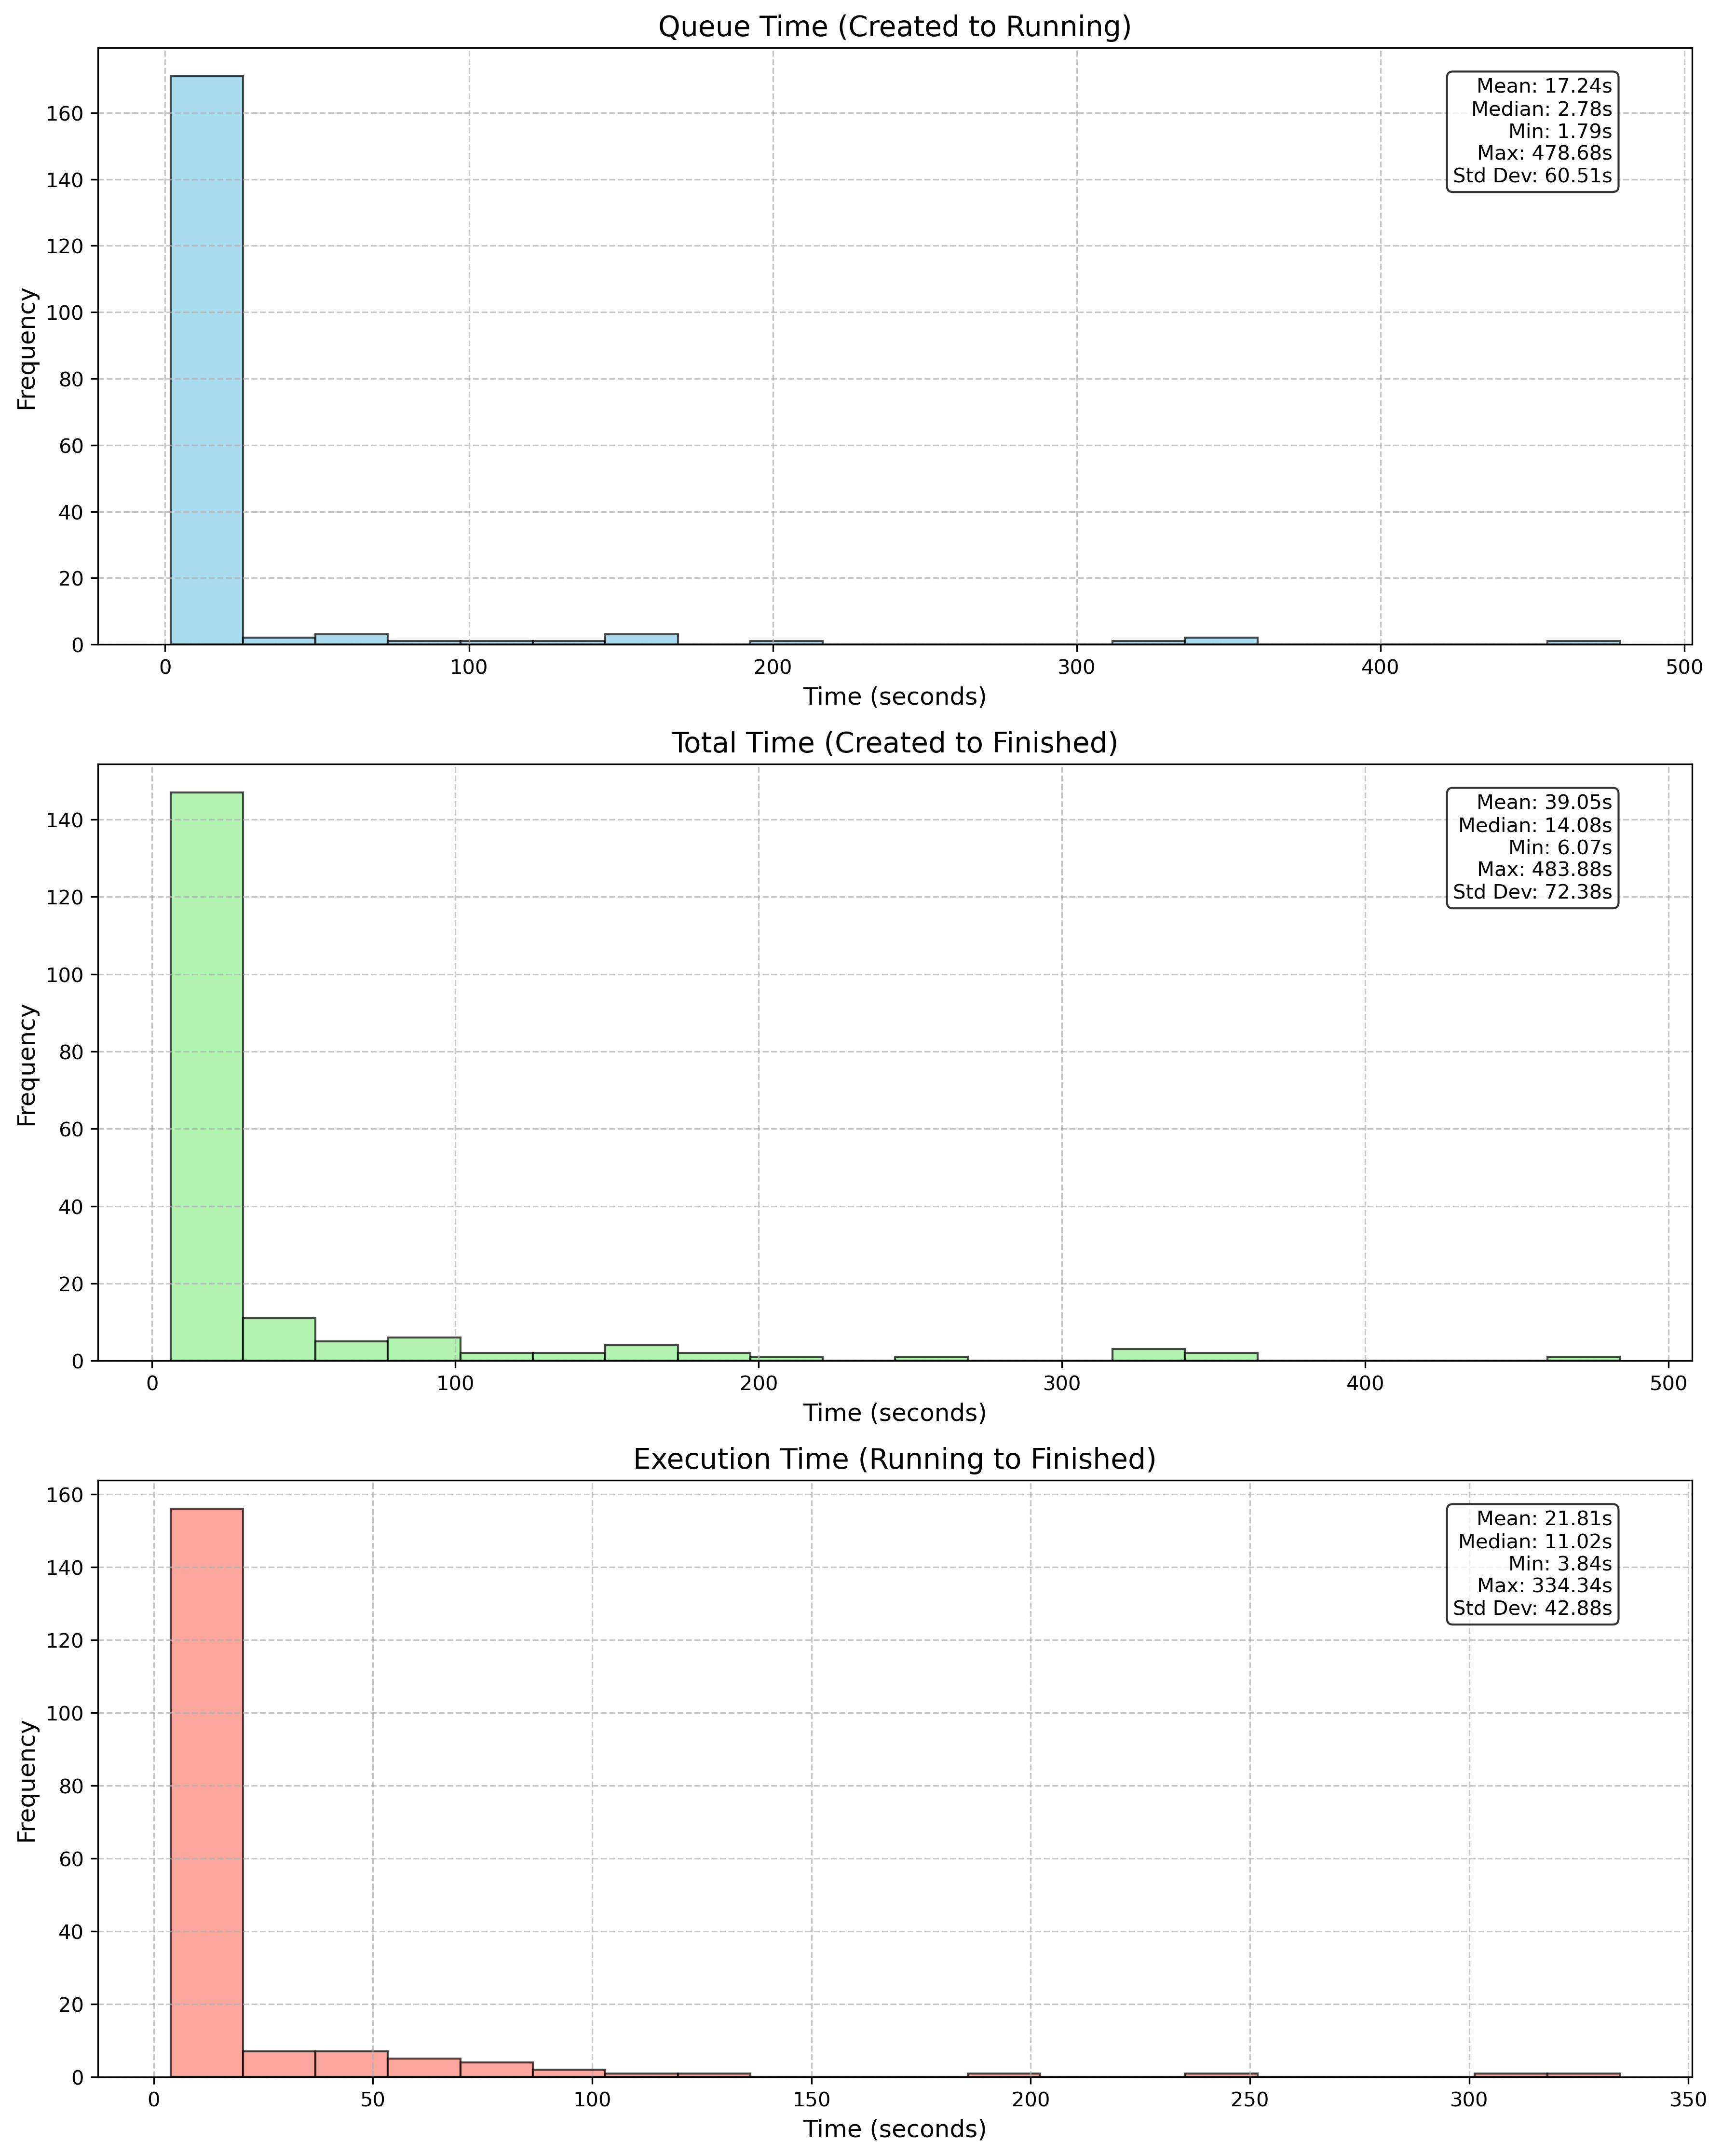 Queue Time (Created to Running)
Mean: 17.24s
Median: 2.78s
Min: 1.79s
Max: 478.68s
Std Dev: 60.51s
Frequency
160
140
120
100
80
60
40
20
0
0 100 200 300 400 500
Time (seconds)
Total Time (Created to Finished)
Mean: 39.05s
Median: 14.08s
Min: 6.07s
Max: 483.88s
Std Dev: 72.38s
Frequency
140
120
100
80
60
40
20
0
0 100 200 300 400 500
Time (seconds)
Execution Time (Running to Finished)
Mean: 21.81s
Median: 11.02s
Min: 3.84s
Max: 334.34s
Std Dev: 42.88s
Frequency
160
140
120
100
80
60
40
20
0
0 50 100 150 200 250 300 350
Time (seconds)